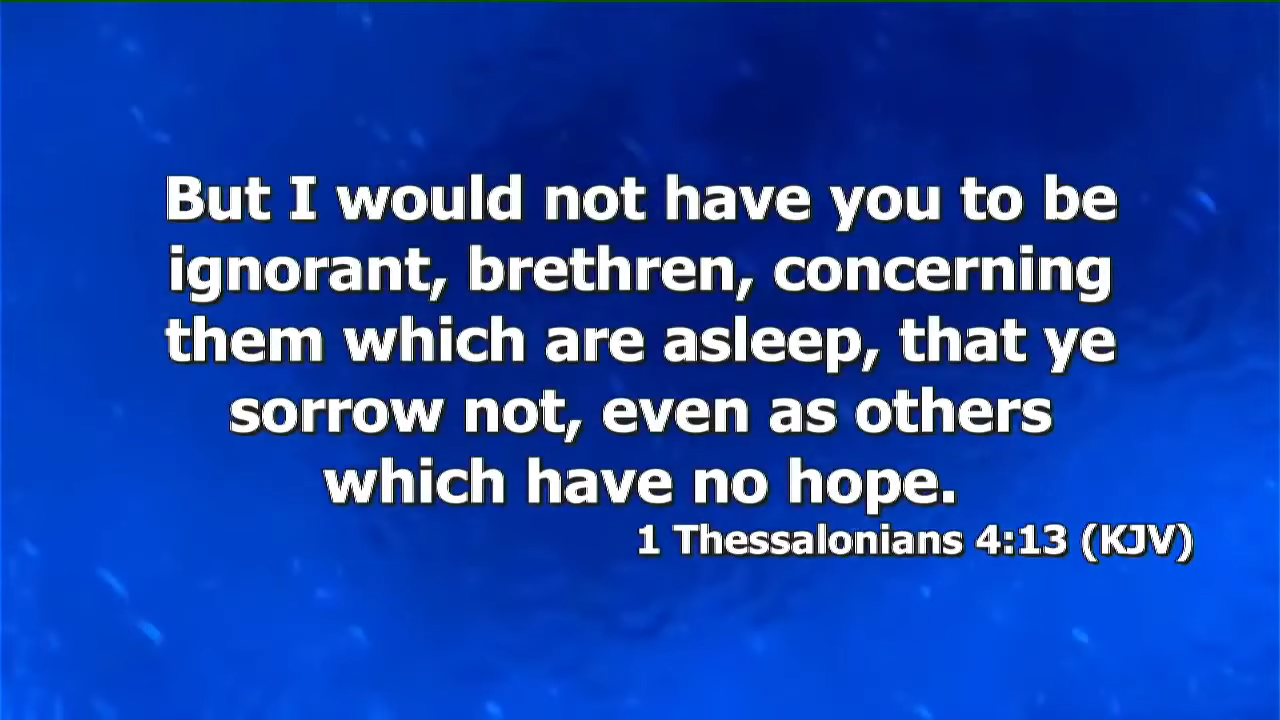 But I would not have you to be
ignorant, brethren, concerning
them which are asleep, that ye
sorrow not, even as others
which have no hope.
1 Thessalonians 4:13 (KJV)